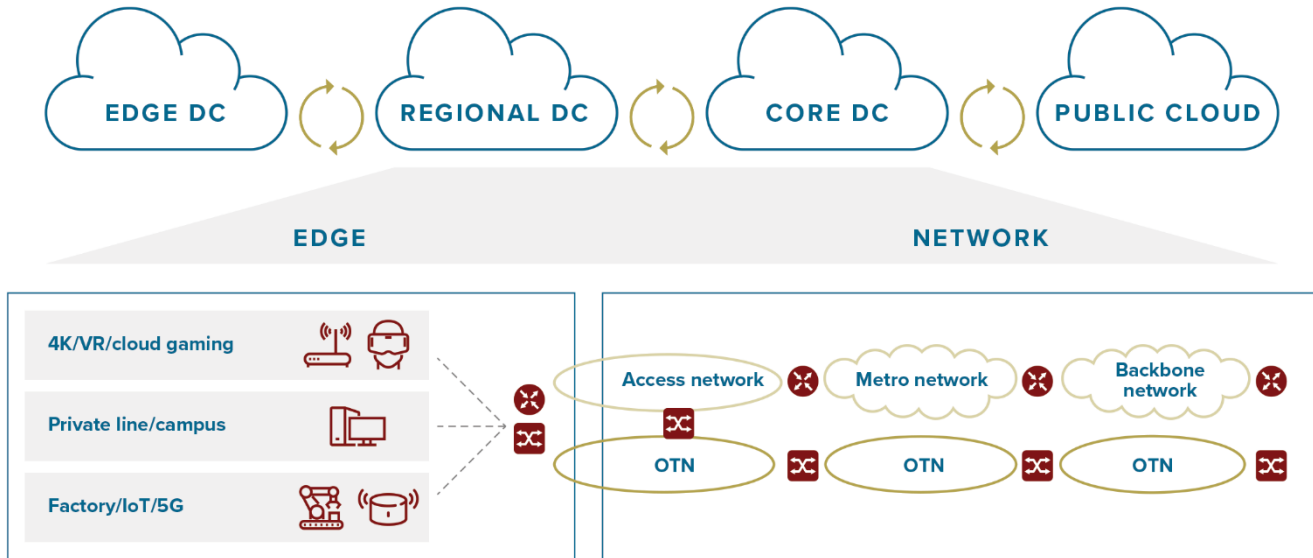 EDGE DC
REGIONAL DC
CORE DC
PUBLIC CLOUD
EDGE
NETWORK
4K/VR/cloud gaming
Private line/campus
Factory/IoT/5G
Access network
Metro network
Backbone
network
OTN
OTN
OTN